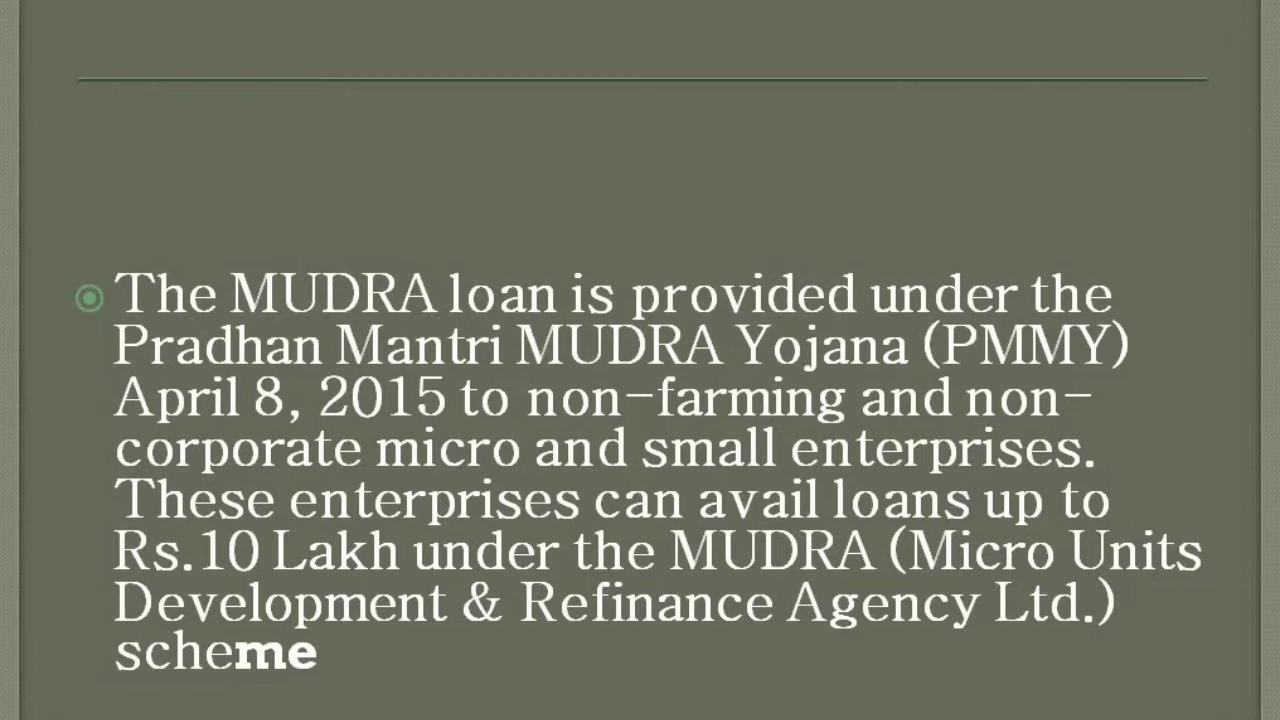 The MUDRA loan is provided under the
Pradhan Mantri MUDRA Yojana (PMMY)
April 8, 2015 to non-farming and non-
corporate micro and small enterprises.
These enterprises can avail loans up to
Rs.10 Lakh under the MUDRA (Micro Units
Development & Refinance Agency Ltd.)
scheme